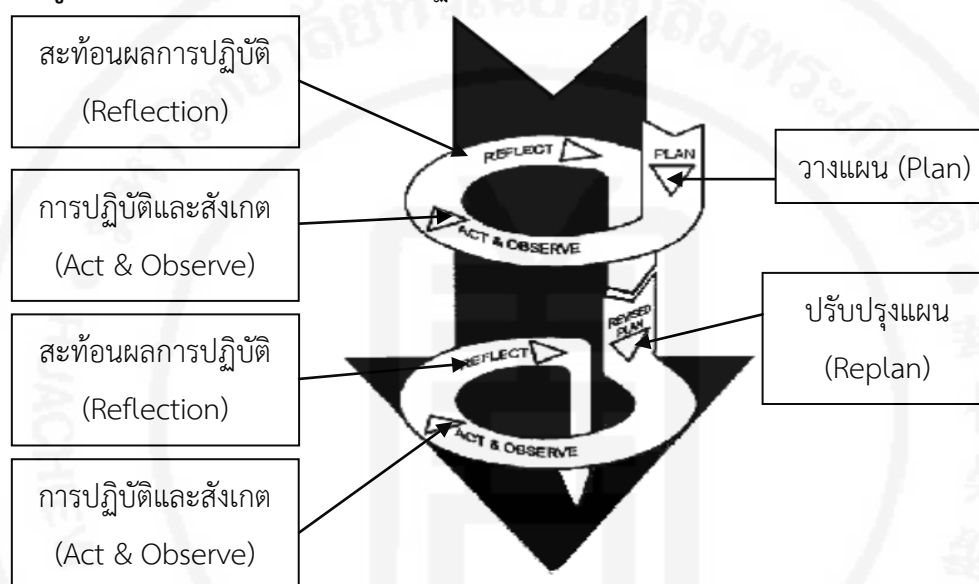 สะท้อนผลการปฏิบัติ
(Reflection)
การปฏิบัติและสังเกต
(Act & Observe)
สะท้อนผลการปฏิบัติ
(Reflection)
การปฏิบัติและสังเกต
(Act & Observe)
REFLECT
PLAN
ACT & OBSERVE
REVISED
PLAN
REFLECT
ACT & OBSERVE
วางแผน (Plan)
ปรับปรุงแผน
(Replan)